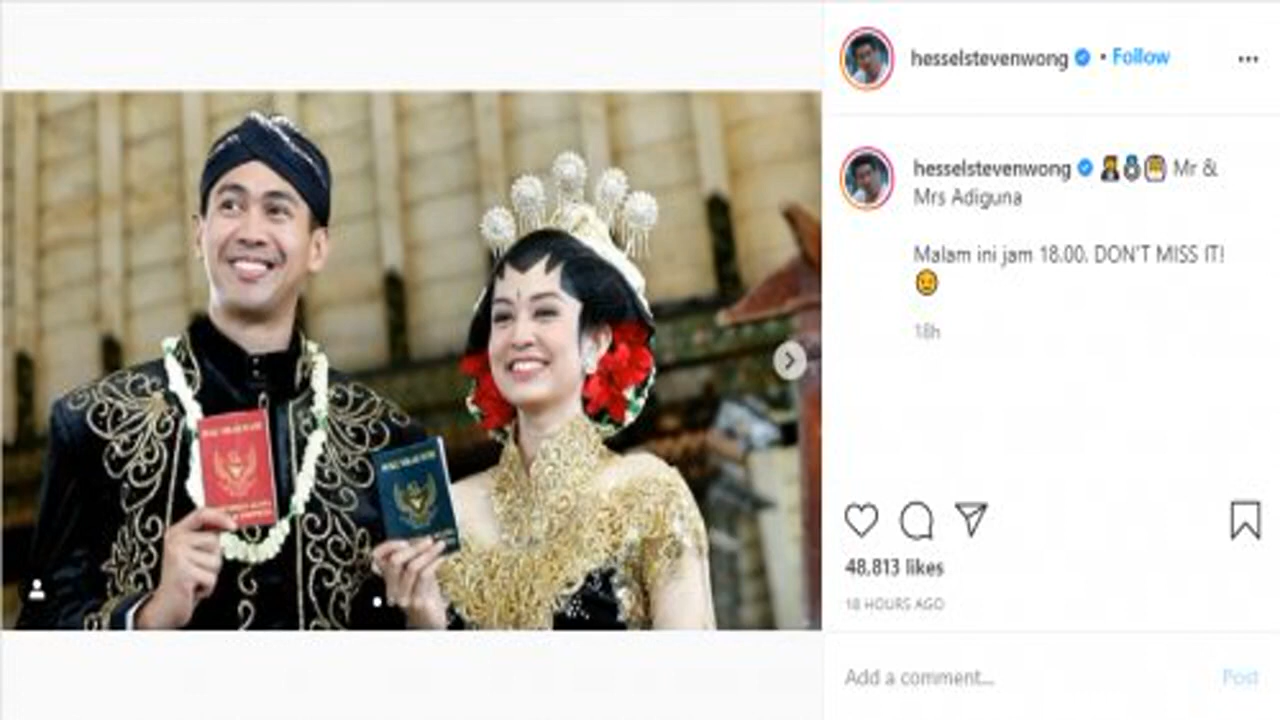 hesselstevenwong • Follow
hesselstevenwong Mr &
Mrs Adiguna
Malam ini jam 18.00. DON'T MISS IT!
18h
48,813 likes
18 HOURS AGO
Add a comment... Post